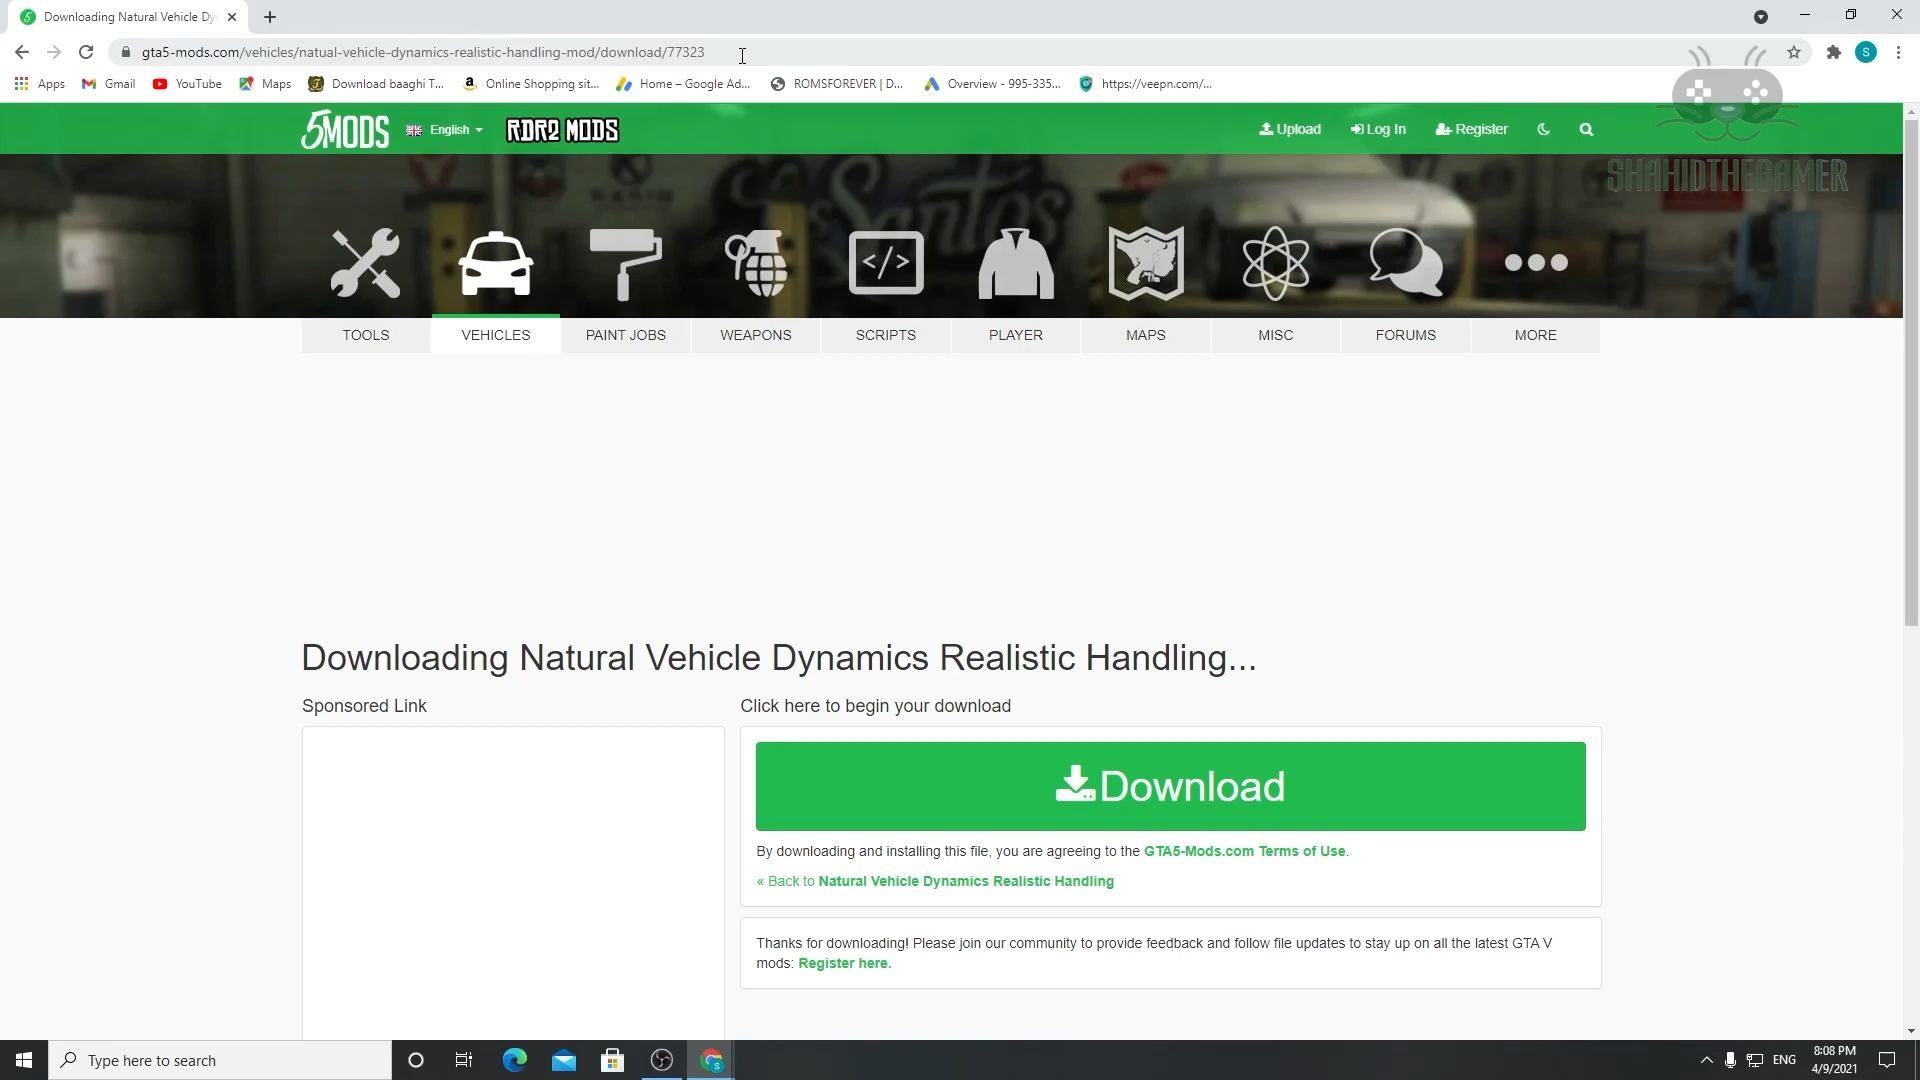 Downloading Natural Vehicle Dy
gta5-mods.com/vehicles/natual-vehicle-dynamics-realistic-handling-mod/download/77323
S
Apps
Gmail
YouTube
Maps
Download baaghi T...
Online Shopping sit...
Home – Google Ad...
ROMSFOREVER | D...
Overview - 995-335...
https://veepn.com/...
5MODS
English
RDR2 MODS
Upload
Log In
Register
SHAHIDTHEGAMER
Los Santos
TOOLS
VEHICLES
PAINT JOBS
WEAPONS
SCRIPTS
PLAYER
MAPS
MISC
FORUMS
MORE
Downloading Natural Vehicle Dynamics Realistic Handling...
Sponsored Link
Click here to begin your download
Download
By downloading and installing this file, you are agreeing to the GTA5-Mods.com Terms of Use.
« Back to Natural Vehicle Dynamics Realistic Handling
Thanks for downloading! Please join our community to provide feedback and follow file updates to stay up on all the latest GTA V
mods: Register here.
Type here to search
ENG
8:08 PM
4/9/2021